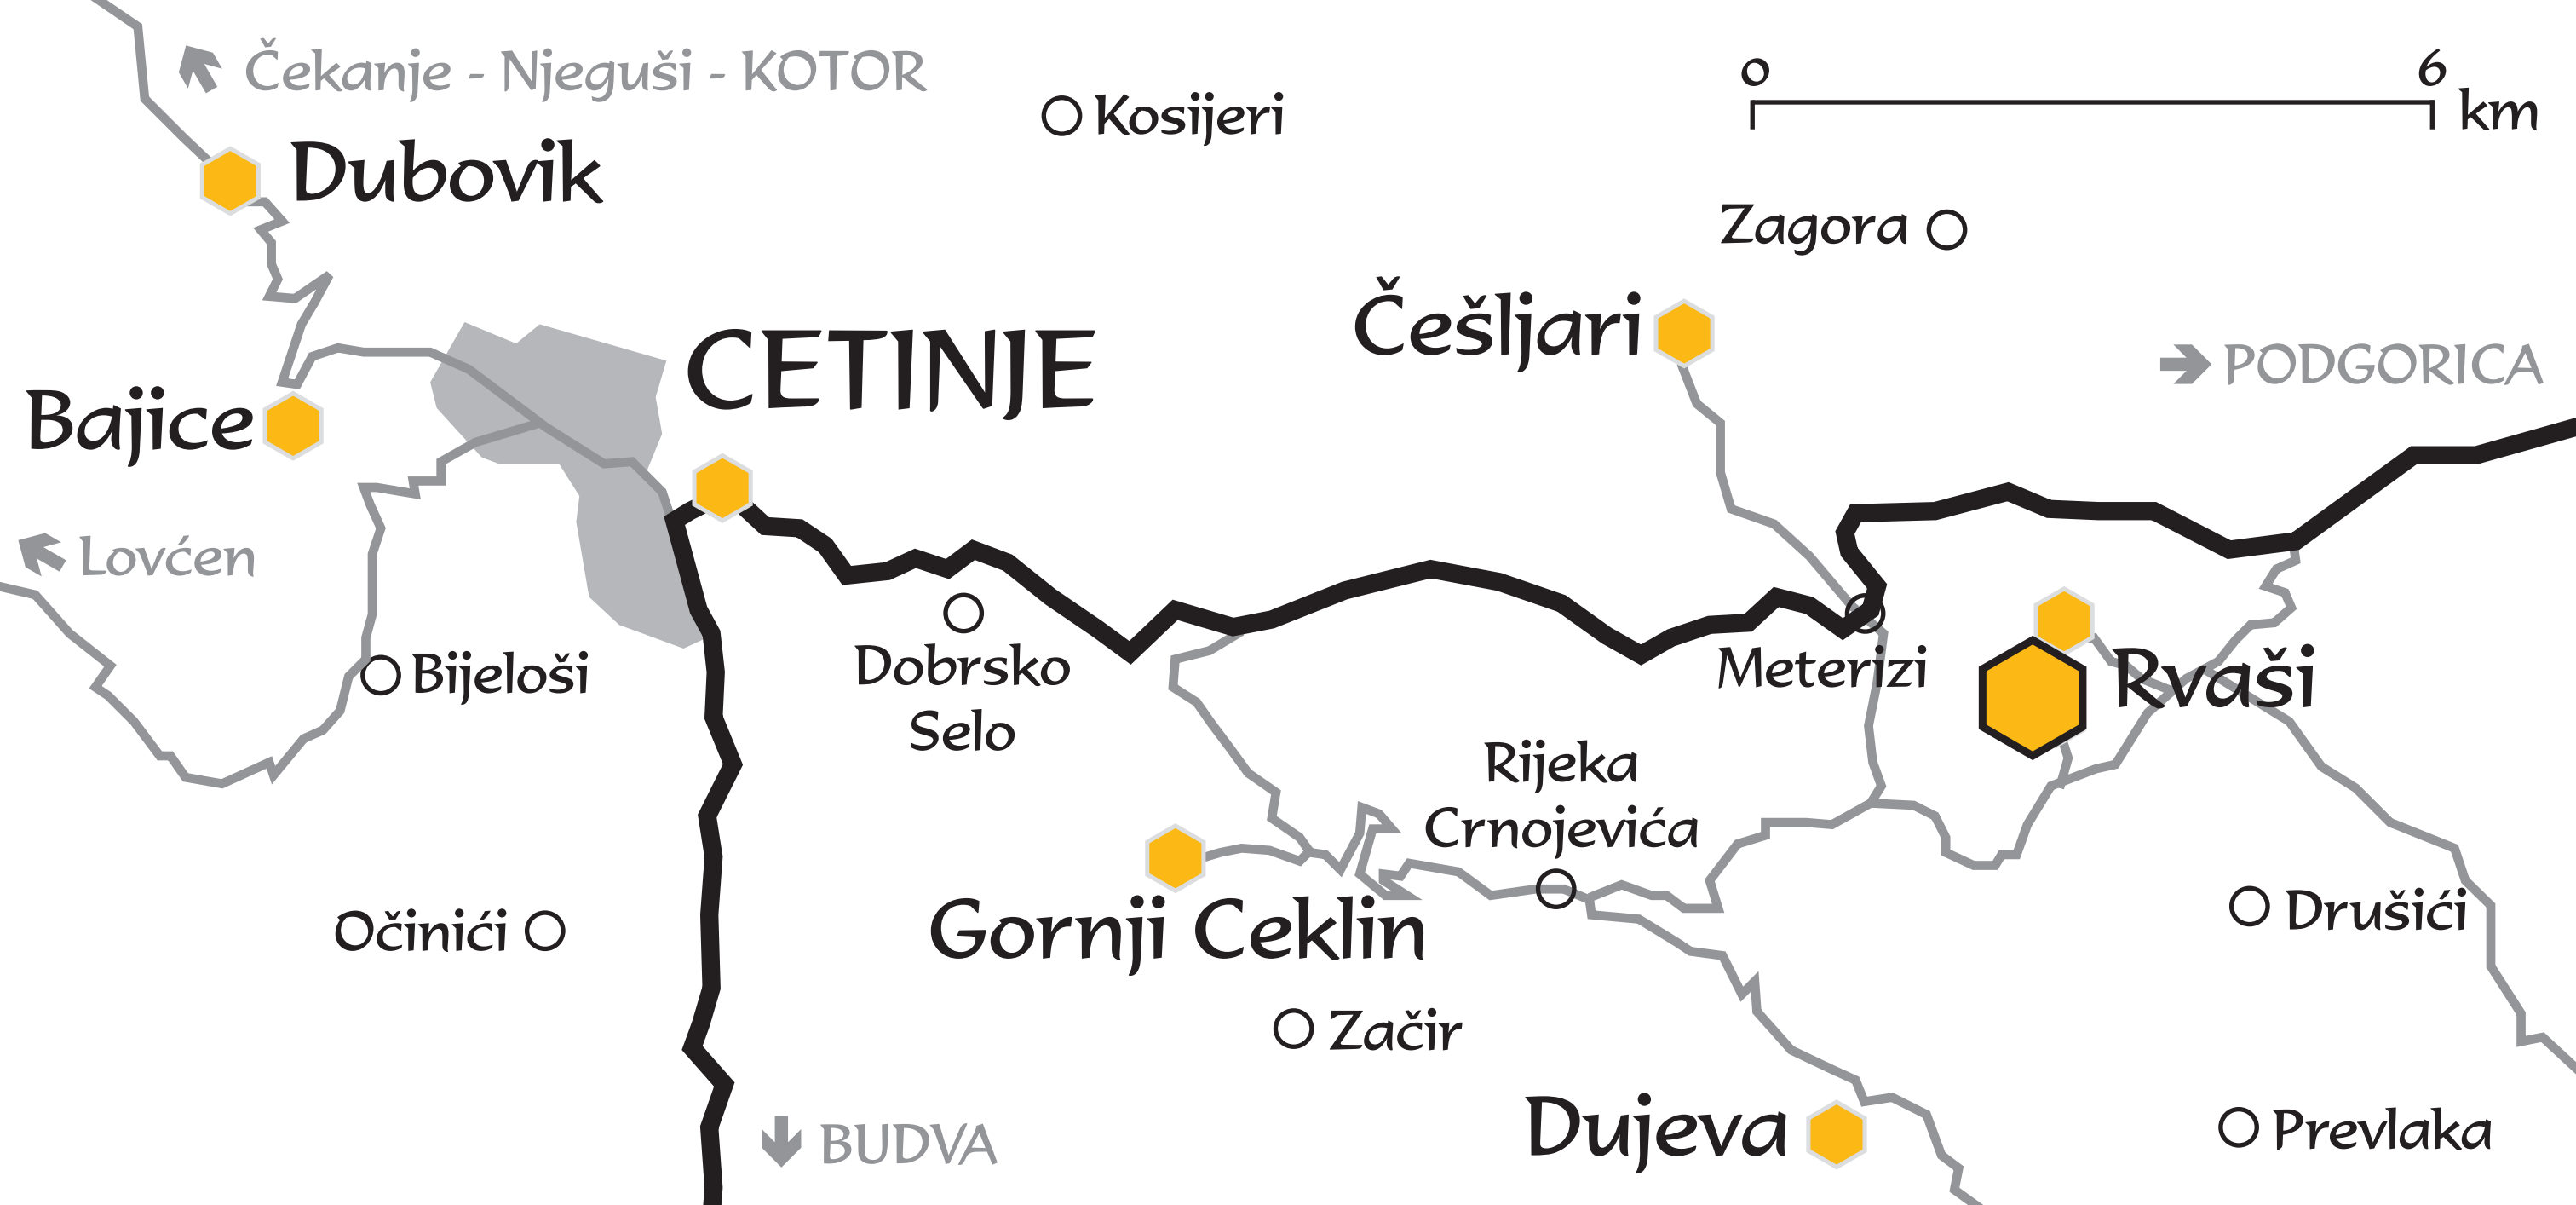 Čekanje - Njeguši - KOTOR
Kosijeri
0
6
km
Dubovik
Zagora
Češljari
CETINJE
PODGORICA
Bajice
Lovćen
Bijeloši
Dobrsko
Selo
Meterizi
Rvaši
Rijeka
Crnojevića
Očinići
Gornji Ceklin
Drušići
Začir
Dujeva
Prevlaka
BUDVA